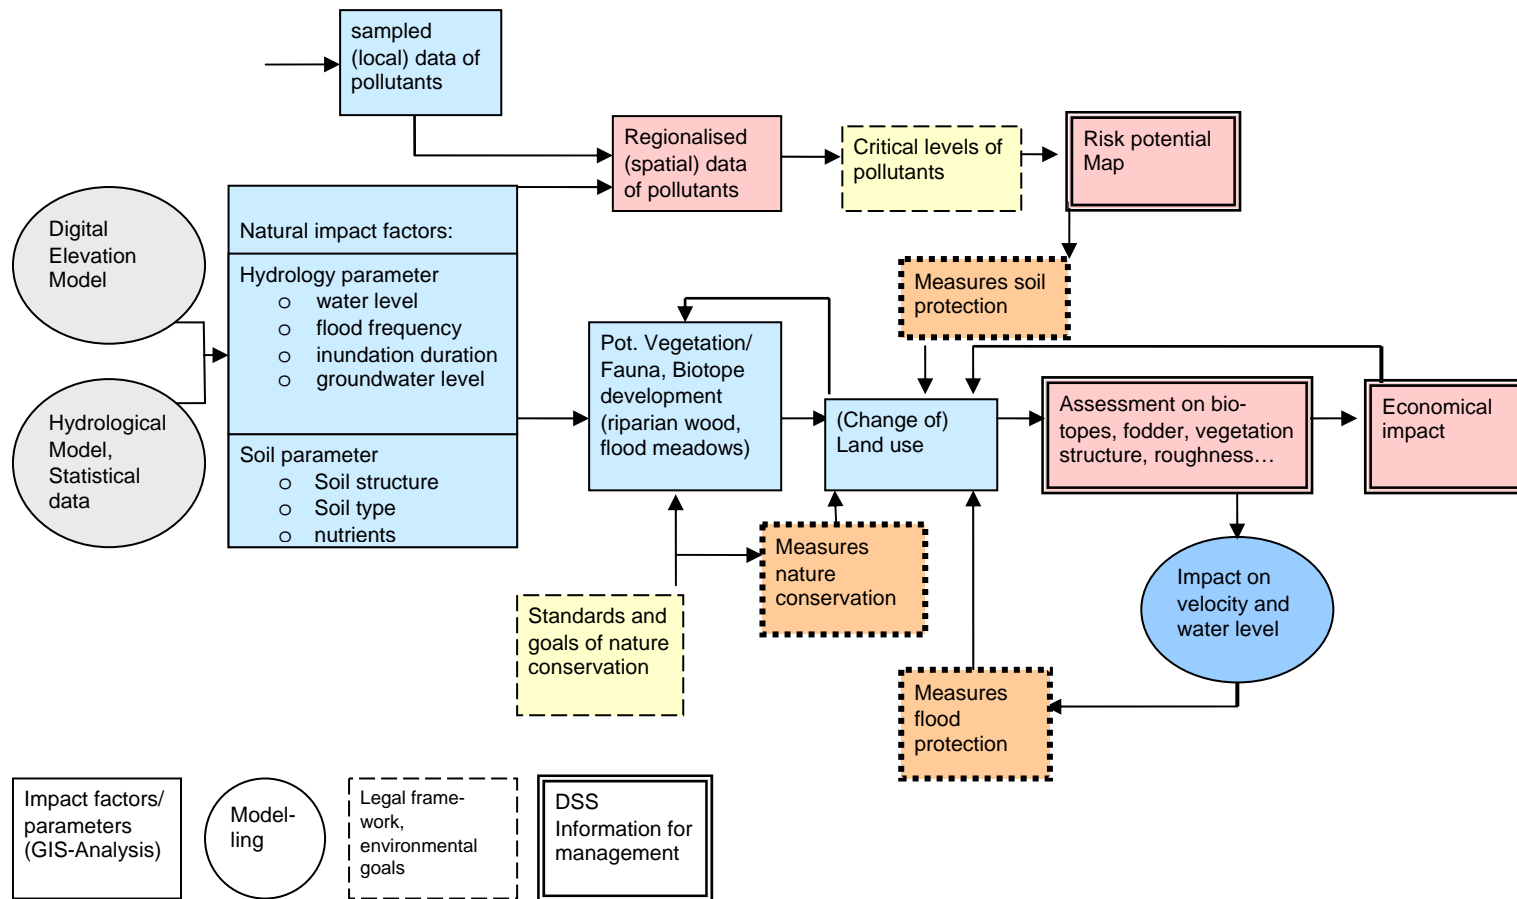 sampled
(local) data of
pollutants
Regionalised
(spatial) data
of pollutants
Critical levels of
pollutants
Risk potential
Map
Digital
Elevation
Model
Hydrological
Model,
Statistical
data
Natural impact factors:
Hydrology parameter
o water level
o flood frequency
o inundation duration
o groundwater level
Soil parameter
o Soil structure
o Soil type
o nutrients
Measures soil
protection
Pot. Vegetation/
Fauna, Biotope
development
(riparian wood,
flood meadows)
(Change of)
Land use
Assessment on bio-
topes, fodder, vegetation
structure, roughness…
Economical
impact
Measures
nature
conservation
Standards and
goals of nature
conservation
Impact on
velocity and
water level
Measures
flood
protection
Impact factors/
parameters
(GIS-Analysis)
Model-
ling
Legal frame-
work,
environmental
goals
DSS
Information for
management